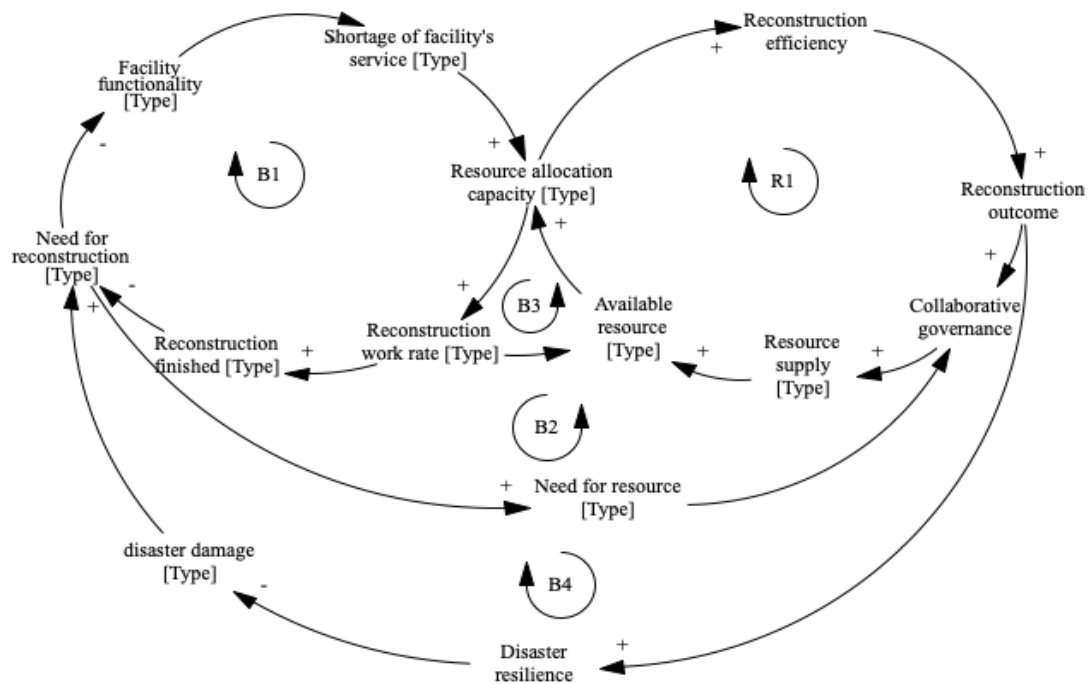 Reconstruction
efficiency
+
Shortage of facility's
service [Type]
Facility
functionality
[Type]
-
+
+
B1
Resource allocation
capacity [Type]
R1
Reconstruction
outcome
Need for
reconstruction
[Type]
+
-
+
+
+
B3
Available
resource
[Type]
Collaborative
governance
Reconstruction
finished [Type]
+
Reconstruction
work rate [Type]
+
Resource
supply
[Type]
+
B2
+
Need for resource
[Type]
disaster damage
[Type]
-
B4
Disaster
resilience
+